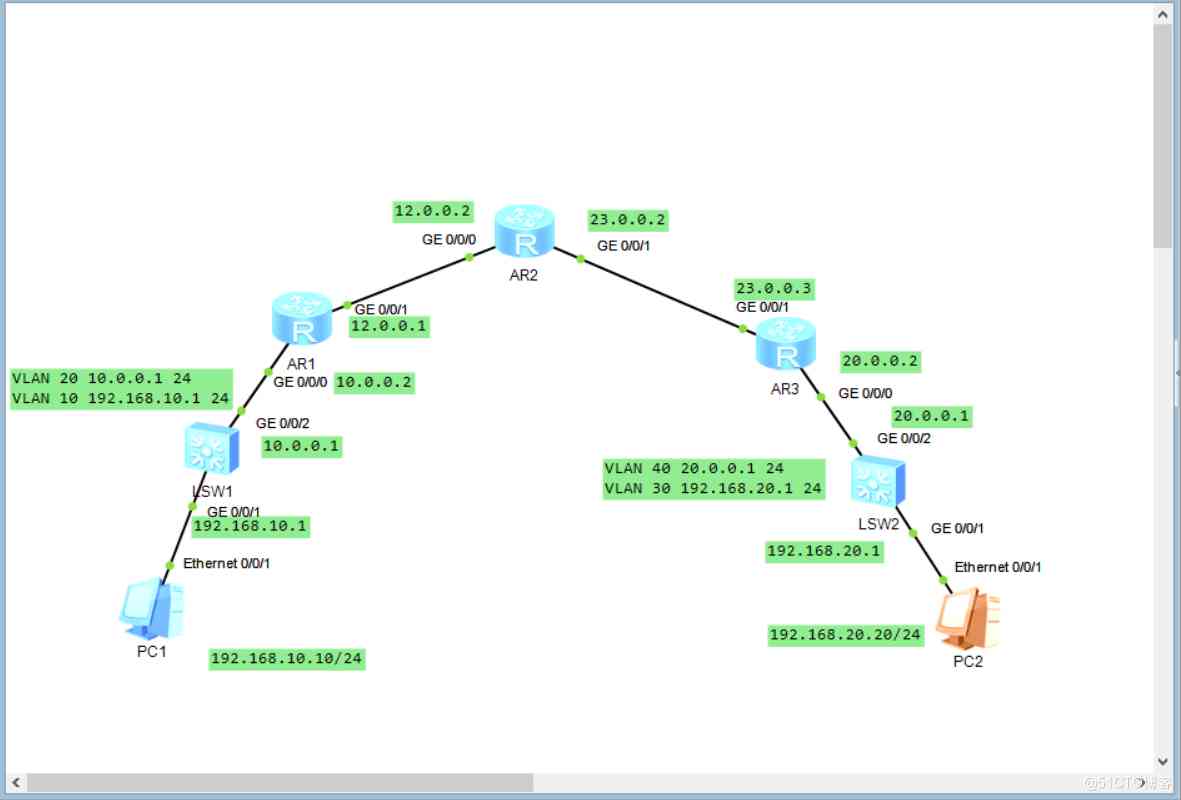 12.0.0.2
23.0.0.2
GE 0/0/0
GE 0/0/1
R
AR2
23.0.0.3
GE 0/0/1
GE 0/0/1
12.0.0.1
R
R
AR1
20.0.0.2
AR3
VLAN 20 10.0.0.1 24
VLAN 10 192.168.10.1 24
GE 0/0/0
10.0.0.2
GE 0/0/0
20.0.0.1
GE 0/0/2
GE 0/0/2
10.0.0.1
VLAN 40 20.0.0.1 24
VLAN 30 192.168.20.1 24
LSW1
GE 0/0/1
192.168.10.1
LSW2
GE 0/0/1
192.168.20.1
Ethernet 0/0/1
Ethernet 0/0/1
192.168.20.20/24
PC1
192.168.10.10/24
PC2
@51CTO博客